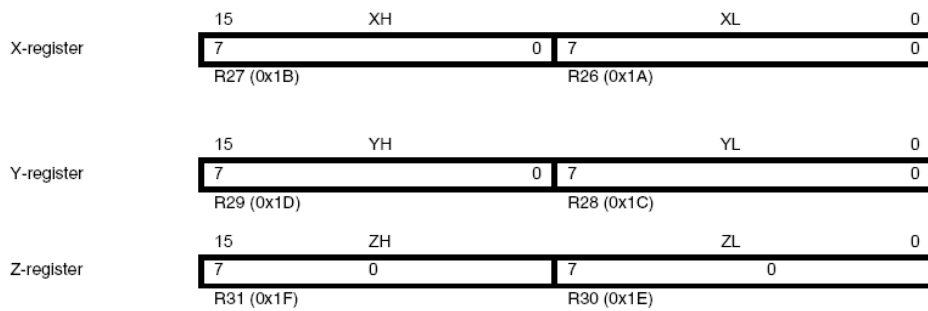 15 XH XL 0
X-register 7 0 7 0
R27 (0x1B) R26 (0x1A)
15 YH YL 0
Y-register 7 0 7 0
R29 (0x1D) R28 (0x1C)
15 ZH ZL 0
Z-register 7 0 7 0
R31 (0x1F) R30 (0x1E)